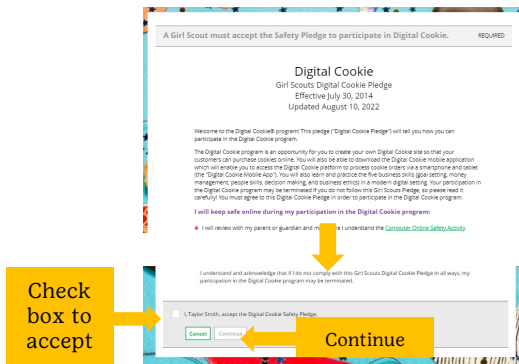 A Girl Scout must accept the Safety Pledge to participate in Digital Cookie. REQUIRED
Digital Cookie
Girl Scouts Digital Cookie Pledge
Effective July 30, 2014
Updated August 10, 2022
Welcome to the Digital Cookie® program! This pledge ("Digital Cookie Pledge") will tell you how you can
participate in the Digital Cookie program.
The Digital Cookie program is an opportunity for you to create your own Digital Cookie site so that your
customers can purchase cookies online. You will also be able to download the Digital Cookie mobile application
which will enable you to access the Digital Cookie platform to process cookie orders via a smartphone and tablet
(the "Digital Cookie Mobile App"). You will also learn and practice the five business skills (goal setting, money
management, people skills, decision making, and business ethics) in a modern digital setting. Your participation in
the Digital Cookie program may be terminated if you do not follow this Girl Scouts Pledge, so please read it
carefully! You must agree to this Digital Cookie Pledge in order to participate in the Digital Cookie program.
I will keep safe online during my participation in the Digital Cookie program:
I will review with my parent or guardian and I understand the Computer Online Safety Activity
I understand and acknowledge that if I do not comply with this Girl Scouts Digital Cookie Pledge in all ways, my
participation in the Digital Cookie program may be terminated.
Check
box to
accept
I, Taylor Smith, accept the Digital Cookie Safety Pledge.
Cancel Continue
Continue